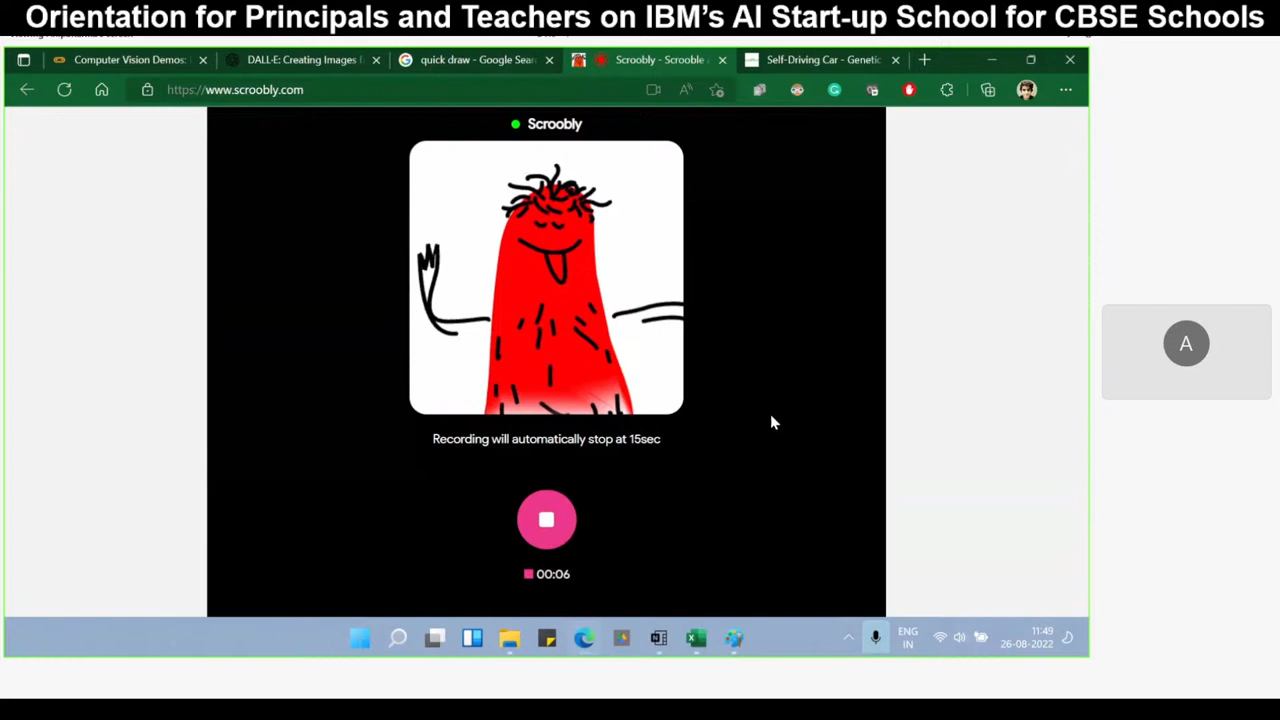 Orientation for Principals and Teachers on IBM's AI Start-up School for CBSE Schools
Computer Vision Demos:
DALL·E: Creating Images f
quick draw - Google Sear
Scroobly - Scrooble a
Self-Driving Car - Genetic
https://www.scroobly.com
Scroobly
Recording will automatically stop at 15sec
00:06
A
ENG
IN
11:49
26-08-2022